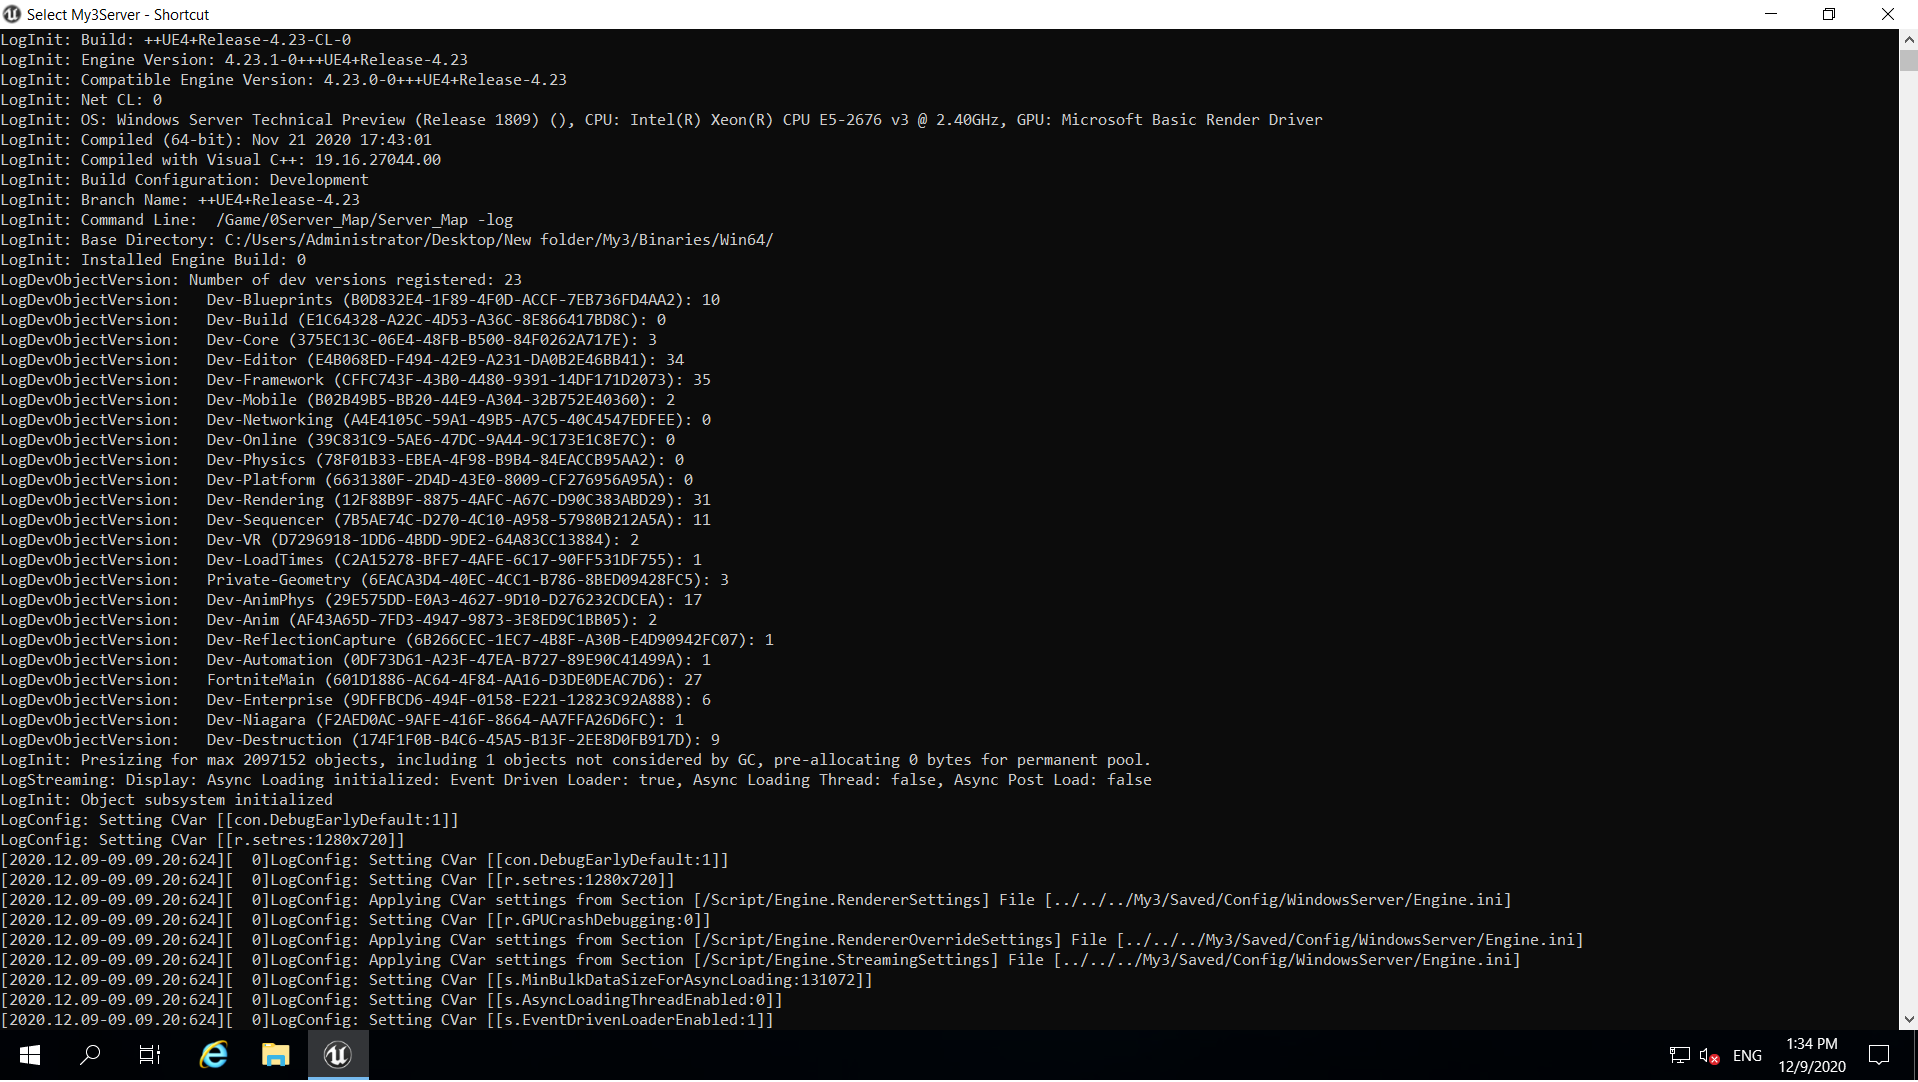 Select My3Server - Shortcut
LogInit: Build: ++UE4+Release-4.23-CL-0
LogInit: Engine Version: 4.23.1-0+++UE4+Release-4.23
LogInit: Compatible Engine Version: 4.23.0-0+++UE4+Release-4.23
LogInit: Net CL: 0
LogInit: OS: Windows Server Technical Preview (Release 1809) (), CPU: Intel(R) Xeon(R) CPU E5-2676 v3 @ 2.40GHz, GPU: Microsoft Basic Render Driver
LogInit: Compiled (64-bit): Nov 21 2020 17:43:01
LogInit: Compiled with Visual C++: 19.16.27044.00
LogInit: Build Configuration: Development
LogInit: Branch Name: ++UE4+Release-4.23
LogInit: Command Line:  /Game/0Server_Map/Server_Map -log
LogInit: Base Directory: C:/Users/Administrator/Desktop/New folder/My3/Binaries/Win64/
LogInit: Installed Engine Build: 0
LogDevObjectVersion: Number of dev versions registered: 23
LogDevObjectVersion:   Dev-Blueprints (B0D832E4-1F89-4F0D-ACCF-7EB736FD4AA2): 10
LogDevObjectVersion:   Dev-Build (E1C64328-A22C-4D53-A36C-8E866417BD8C): 0
LogDevObjectVersion:   Dev-Core (375EC13C-06E4-48FB-B500-84F0262A717E): 3
LogDevObjectVersion:   Dev-Editor (E4B068ED-F494-42E9-A231-DA0B2E46BB41): 34
LogDevObjectVersion:   Dev-Framework (CFFC743F-43B0-4480-9391-14DF171D2073): 35
LogDevObjectVersion:   Dev-Mobile (B02B49B5-BB20-44E9-A304-32B752E40360): 2
LogDevObjectVersion:   Dev-Networking (A4E4105C-59A1-49B5-A7C5-40C4547EDFEE): 0
LogDevObjectVersion:   Dev-Online (39C831C9-5AE6-47DC-9A44-9C173E1C8E7C): 0
LogDevObjectVersion:   Dev-Physics (78F01B33-EBEA-4F98-B9B4-84EACCB95AA2): 0
LogDevObjectVersion:   Dev-Platform (6631380F-2D4D-43E0-8009-CF276956A95A): 0
LogDevObjectVersion:   Dev-Rendering (12F88B9F-8875-4AFC-A67C-D90C383ABD29): 31
LogDevObjectVersion:   Dev-Sequencer (7B5AE74C-D270-4C10-A958-57980B212A5A): 11
LogDevObjectVersion:   Dev-VR (D7296918-1DD6-4BDD-9DE2-64A83CC13884): 2
LogDevObjectVersion:   Dev-LoadTimes (C2A15278-BFE7-4AFE-6C17-90FF531DF755): 1
LogDevObjectVersion:   Private-Geometry (6EACA3D4-40EC-4CC1-B786-8BED09428FC5): 3
LogDevObjectVersion:   Dev-AnimPhys (29E575DD-E0A3-4627-9D10-D276232CDCEA): 17
LogDevObjectVersion:   Dev-Anim (AF43A65D-7FD3-4947-9873-3E8ED9C1BB05): 2
LogDevObjectVersion:   Dev-ReflectionCapture (6B266CEC-1EC7-4B8F-A30B-E4D90942FC07): 1
LogDevObjectVersion:   Dev-Automation (0DF73D61-A23F-47EA-B727-89E90C41499A): 1
LogDevObjectVersion:   FortniteMain (601D1886-AC64-4F84-AA16-D3DE0DEAC7D6): 27
LogDevObjectVersion:   Dev-Enterprise (9DFFBCD6-494F-0158-E221-12823C92A888): 6
LogDevObjectVersion:   Dev-Niagara (F2AED0AC-9AFE-416F-8664-AA7FFA26D6FC): 1
LogDevObjectVersion:   Dev-Destruction (174F1F0B-B4C6-45A5-B13F-2EE8D0FB917D): 9
LogInit: Presizing for max 2097152 objects, including 1 objects not considered by GC, pre-allocating 0 bytes for permanent pool.
LogStreaming: Display: Async Loading initialized: Event Driven Loader: true, Async Loading Thread: false, Async Post Load: false
LogInit: Object subsystem initialized
LogConfig: Setting CVar [[con.DebugEarlyDefault:1]]
LogConfig: Setting CVar [[r.setres:1280x720]]
[2020.12.09-09.09.20:624][  0]LogConfig: Setting CVar [[con.DebugEarlyDefault:1]]
[2020.12.09-09.09.20:624][  0]LogConfig: Setting CVar [[r.setres:1280x720]]
[2020.12.09-09.09.20:624][  0]LogConfig: Applying CVar settings from Section [/Script/Engine.RendererSettings] File [../../../My3/Saved/Config/WindowsServer/Engine.ini]
[2020.12.09-09.09.20:624][  0]LogConfig: Setting CVar [[r.GPUCrashDebugging:0]]
[2020.12.09-09.09.20:624][  0]LogConfig: Applying CVar settings from Section [/Script/Engine.RendererOverrideSettings] File [../../../My3/Saved/Config/WindowsServer/Engine.ini]
[2020.12.09-09.09.20:624][  0]LogConfig: Applying CVar settings from Section [/Script/Engine.StreamingSettings] File [../../../My3/Saved/Config/WindowsServer/Engine.ini]
[2020.12.09-09.09.20:624][  0]LogConfig: Setting CVar [[s.MinBulkDataSizeForAsyncLoading:131072]]
[2020.12.09-09.09.20:624][  0]LogConfig: Setting CVar [[s.AsyncLoadingThreadEnabled:0]]
[2020.12.09-09.09.20:624][  0]LogConfig: Setting CVar [[s.EventDrivenLoaderEnabled:1]]
ENG
1:34 PM
12/9/2020